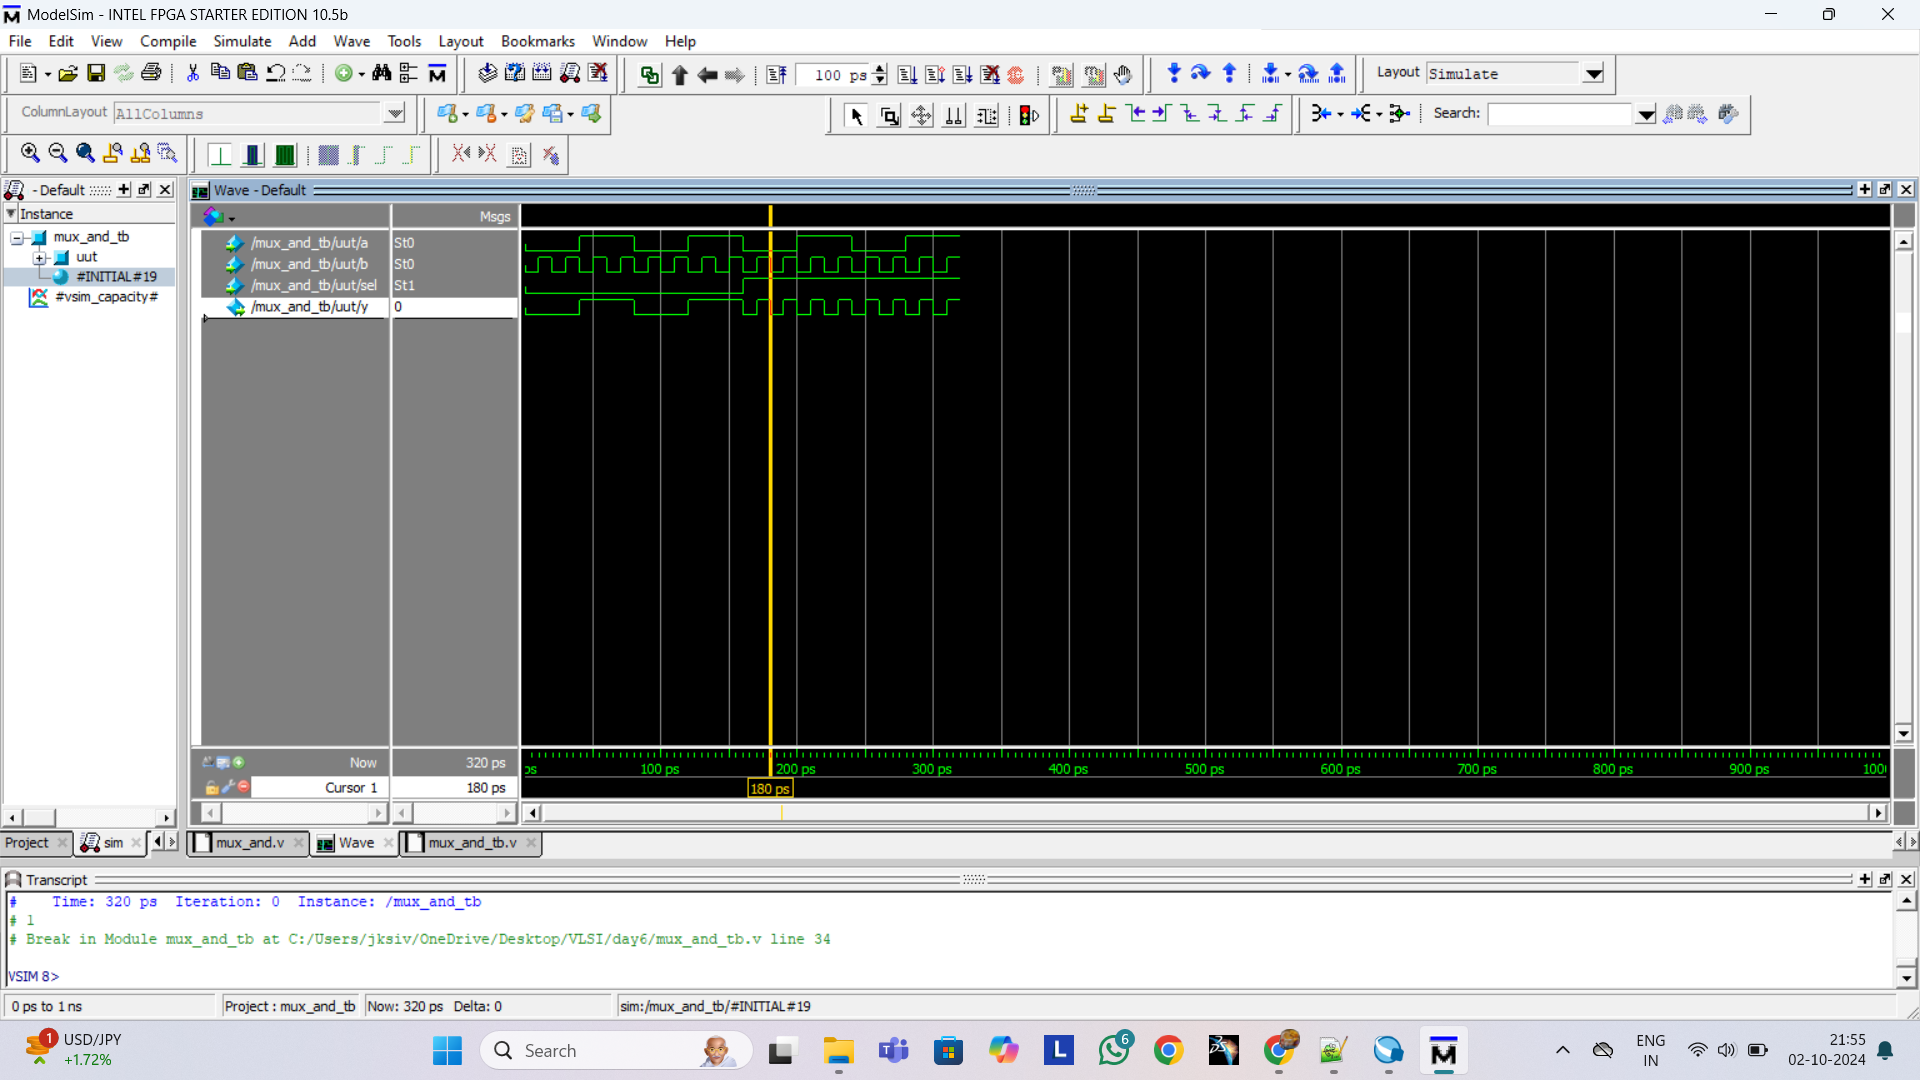 ModelSim - INTEL FPGA STARTER EDITION 10.5b
File Edit View Compile Simulate Add Wave Tools Layout Bookmarks Window Help
100 ps
Layout Simulate
ColumnLayout AllColumns
Search:
- Default
Wave - Default
Instance
Msgs
mux_and_tb
uut
#INITIAL#19
#vsim_capacity#
/mux_and_tb/uut/a St0
/mux_and_tb/uut/b St0
/mux_and_tb/uut/sel St1
/mux_and_tb/uut/y 0
Now 320 ps
ps 100 ps 200 ps 300 ps 400 ps 500 ps 600 ps 700 ps 800 ps 900 ps 100
Cursor 1 180 ps
180 ps
Project sim mux_and.v Wave mux_and_tb.v
Transcript
# Time: 320 ps Iteration: 0 Instance: /mux_and_tb
# 1
# Break in Module mux_and_tb at C:/Users/jksiv/OneDrive/Desktop/VLSI/day6/mux_and_tb.v line 34
VSIM 8>
0 ps to 1 ns Project : mux_and_tb Now: 320 ps Delta: 0 sim:/mux_and_tb/#INITIAL#19
1
USD/JPY
+1.72%
Search
L
6
ENG
IN
21:55
02-10-2024